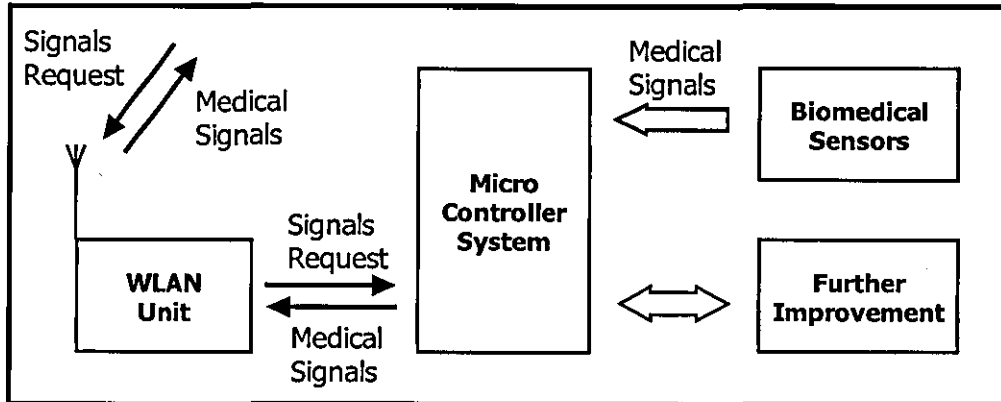 Signals
Request
Medical
Signals
WLAN
Unit
Signals
Request
Medical
Signals
Micro
Controller
System
Medical
Signals
Biomedical
Sensors
Further
Improvement